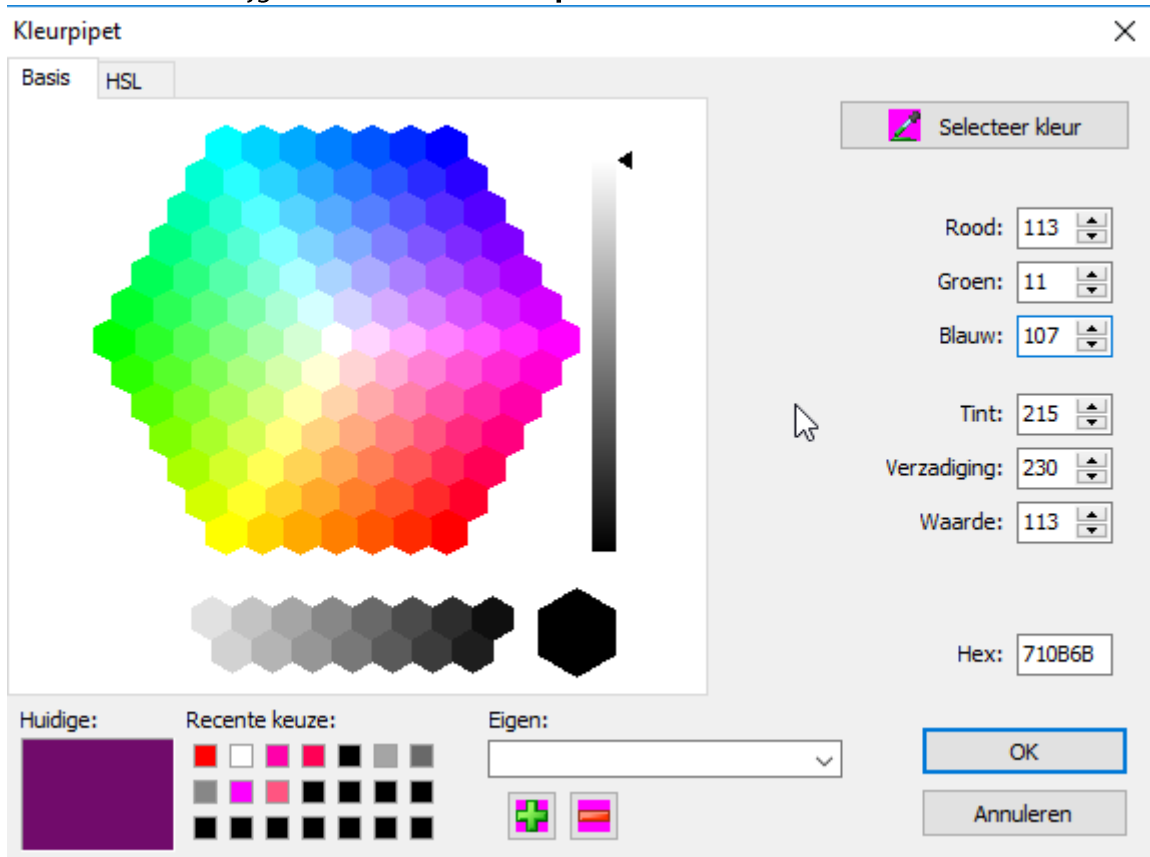 Kleurpipet
Basis HSL
Selecteer kleur
Rood: 113
Groen: 11
Blauw: 107
Tint: 215
Verzadiging: 230
Waarde: 113
Hex: 710B6B
Huidige: Recente keuze: Eigen:
OK
Annuleren